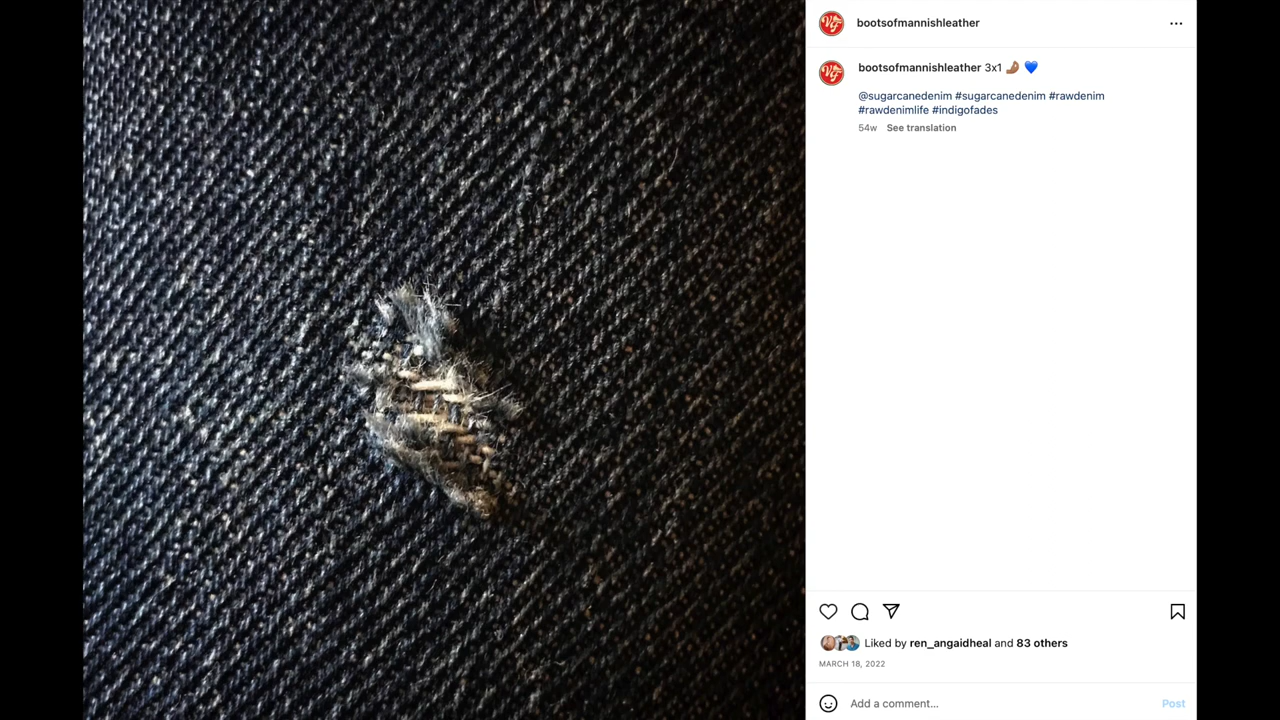 bootsofmannishleather
bootsofmannishleather 3x1 🤌🏽 💙
@sugarcanedenim #sugarcanedenim #rawdenim
#rawdenimlife #indigofades
54w See translation
Liked by ren_angaidheal and 83 others
MARCH 18, 2022
Add a comment... Post